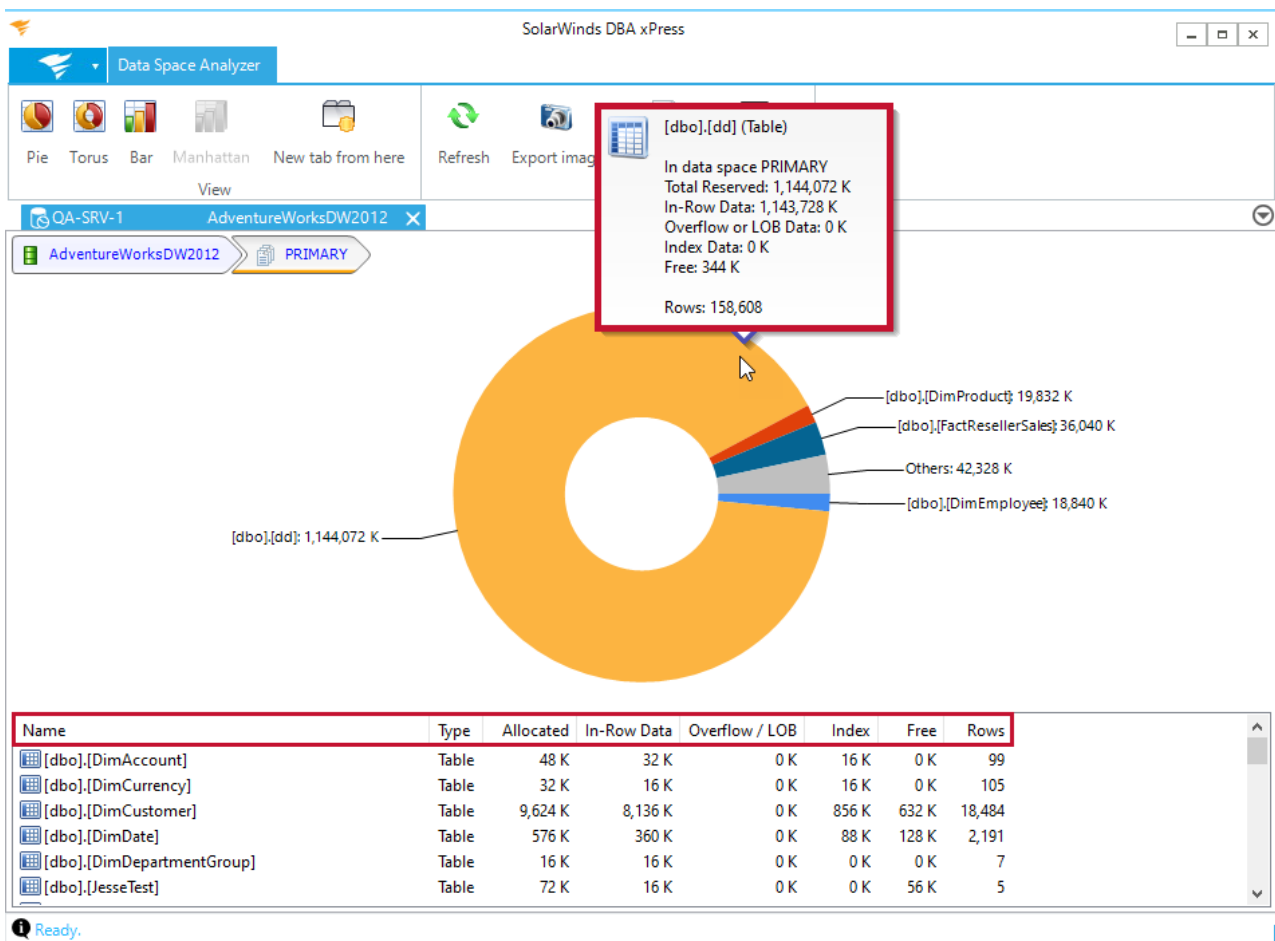 SolarWinds DBA xPress
Data Space Analyzer
Pie Torus Bar Manhattan New tab from here Refresh Export
View
[dbo].[dd] (Table)
In data space PRIMARY
Total Reserved: 1,144,072 K
In-Row Data: 1,143,728 K
Overflow or LOB Data: 0 K
Index Data: 0 K
Free: 344 K
Rows: 158,608
QA-SRV-1 AdventureWorksDW2012
AdventureWorksDW2012 PRIMARY
[dbo].[DimProduct]: 19,832 K
[dbo].[FactResellerSales]: 36,040 K
Others: 42,328 K
[dbo].[DimEmployee]: 18,840 K
[dbo].[dd]: 1,144,072 K
Name Type Allocated In-Row Data Overflow / LOB Index Free Rows
[dbo].[DimAccount] Table 48 K 32 K 0 K 16 K 0 K 99
[dbo].[DimCurrency] Table 32 K 16 K 0 K 16 K 0 K 105
[dbo].[DimCustomer] Table 9,624 K 8,136 K 0 K 856 K 632 K 18,484
[dbo].[DimDate] Table 576 K 360 K 0 K 88 K 128 K 2,191
[dbo].[DimDepartmentGroup] Table 16 K 16 K 0 K 0 K 0 K 7
[dbo].[JesseTest] Table 72 K 16 K 0 K 0 K 56 K 5
Ready.